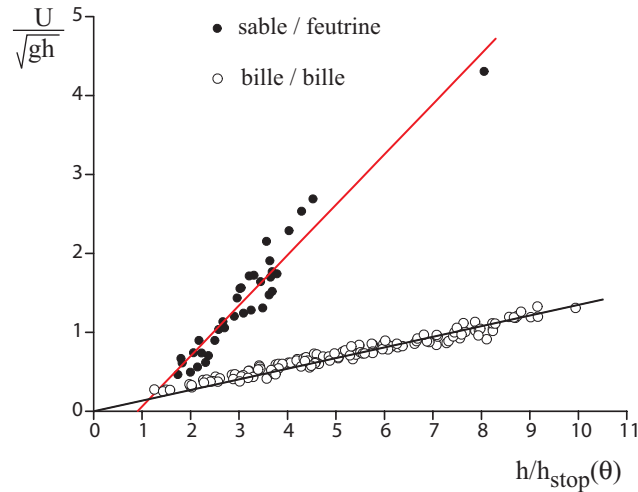 U
√gh
● sable / feutrine
○ bille / bille
5
4
3
2
1
0
0 1 2 3 4 5 6 7 8 9 10 11
h/h_stop(θ)